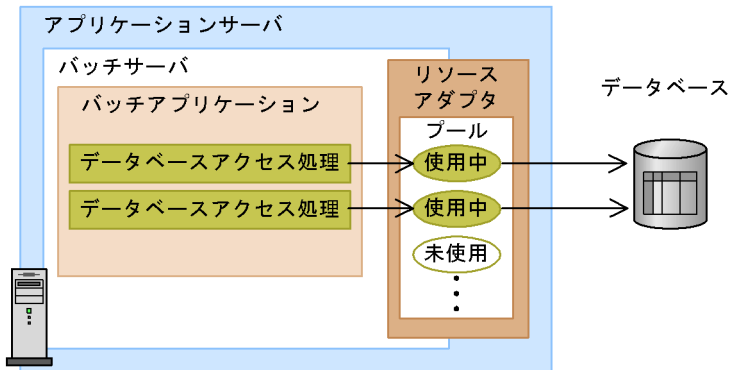 アプリケーションサーバ
バッチサーバ
バッチアプリケーション
データベースアクセス処理
データベースアクセス処理
リソース
アダプタ
プール
使用中
使用中
未使用
データベース